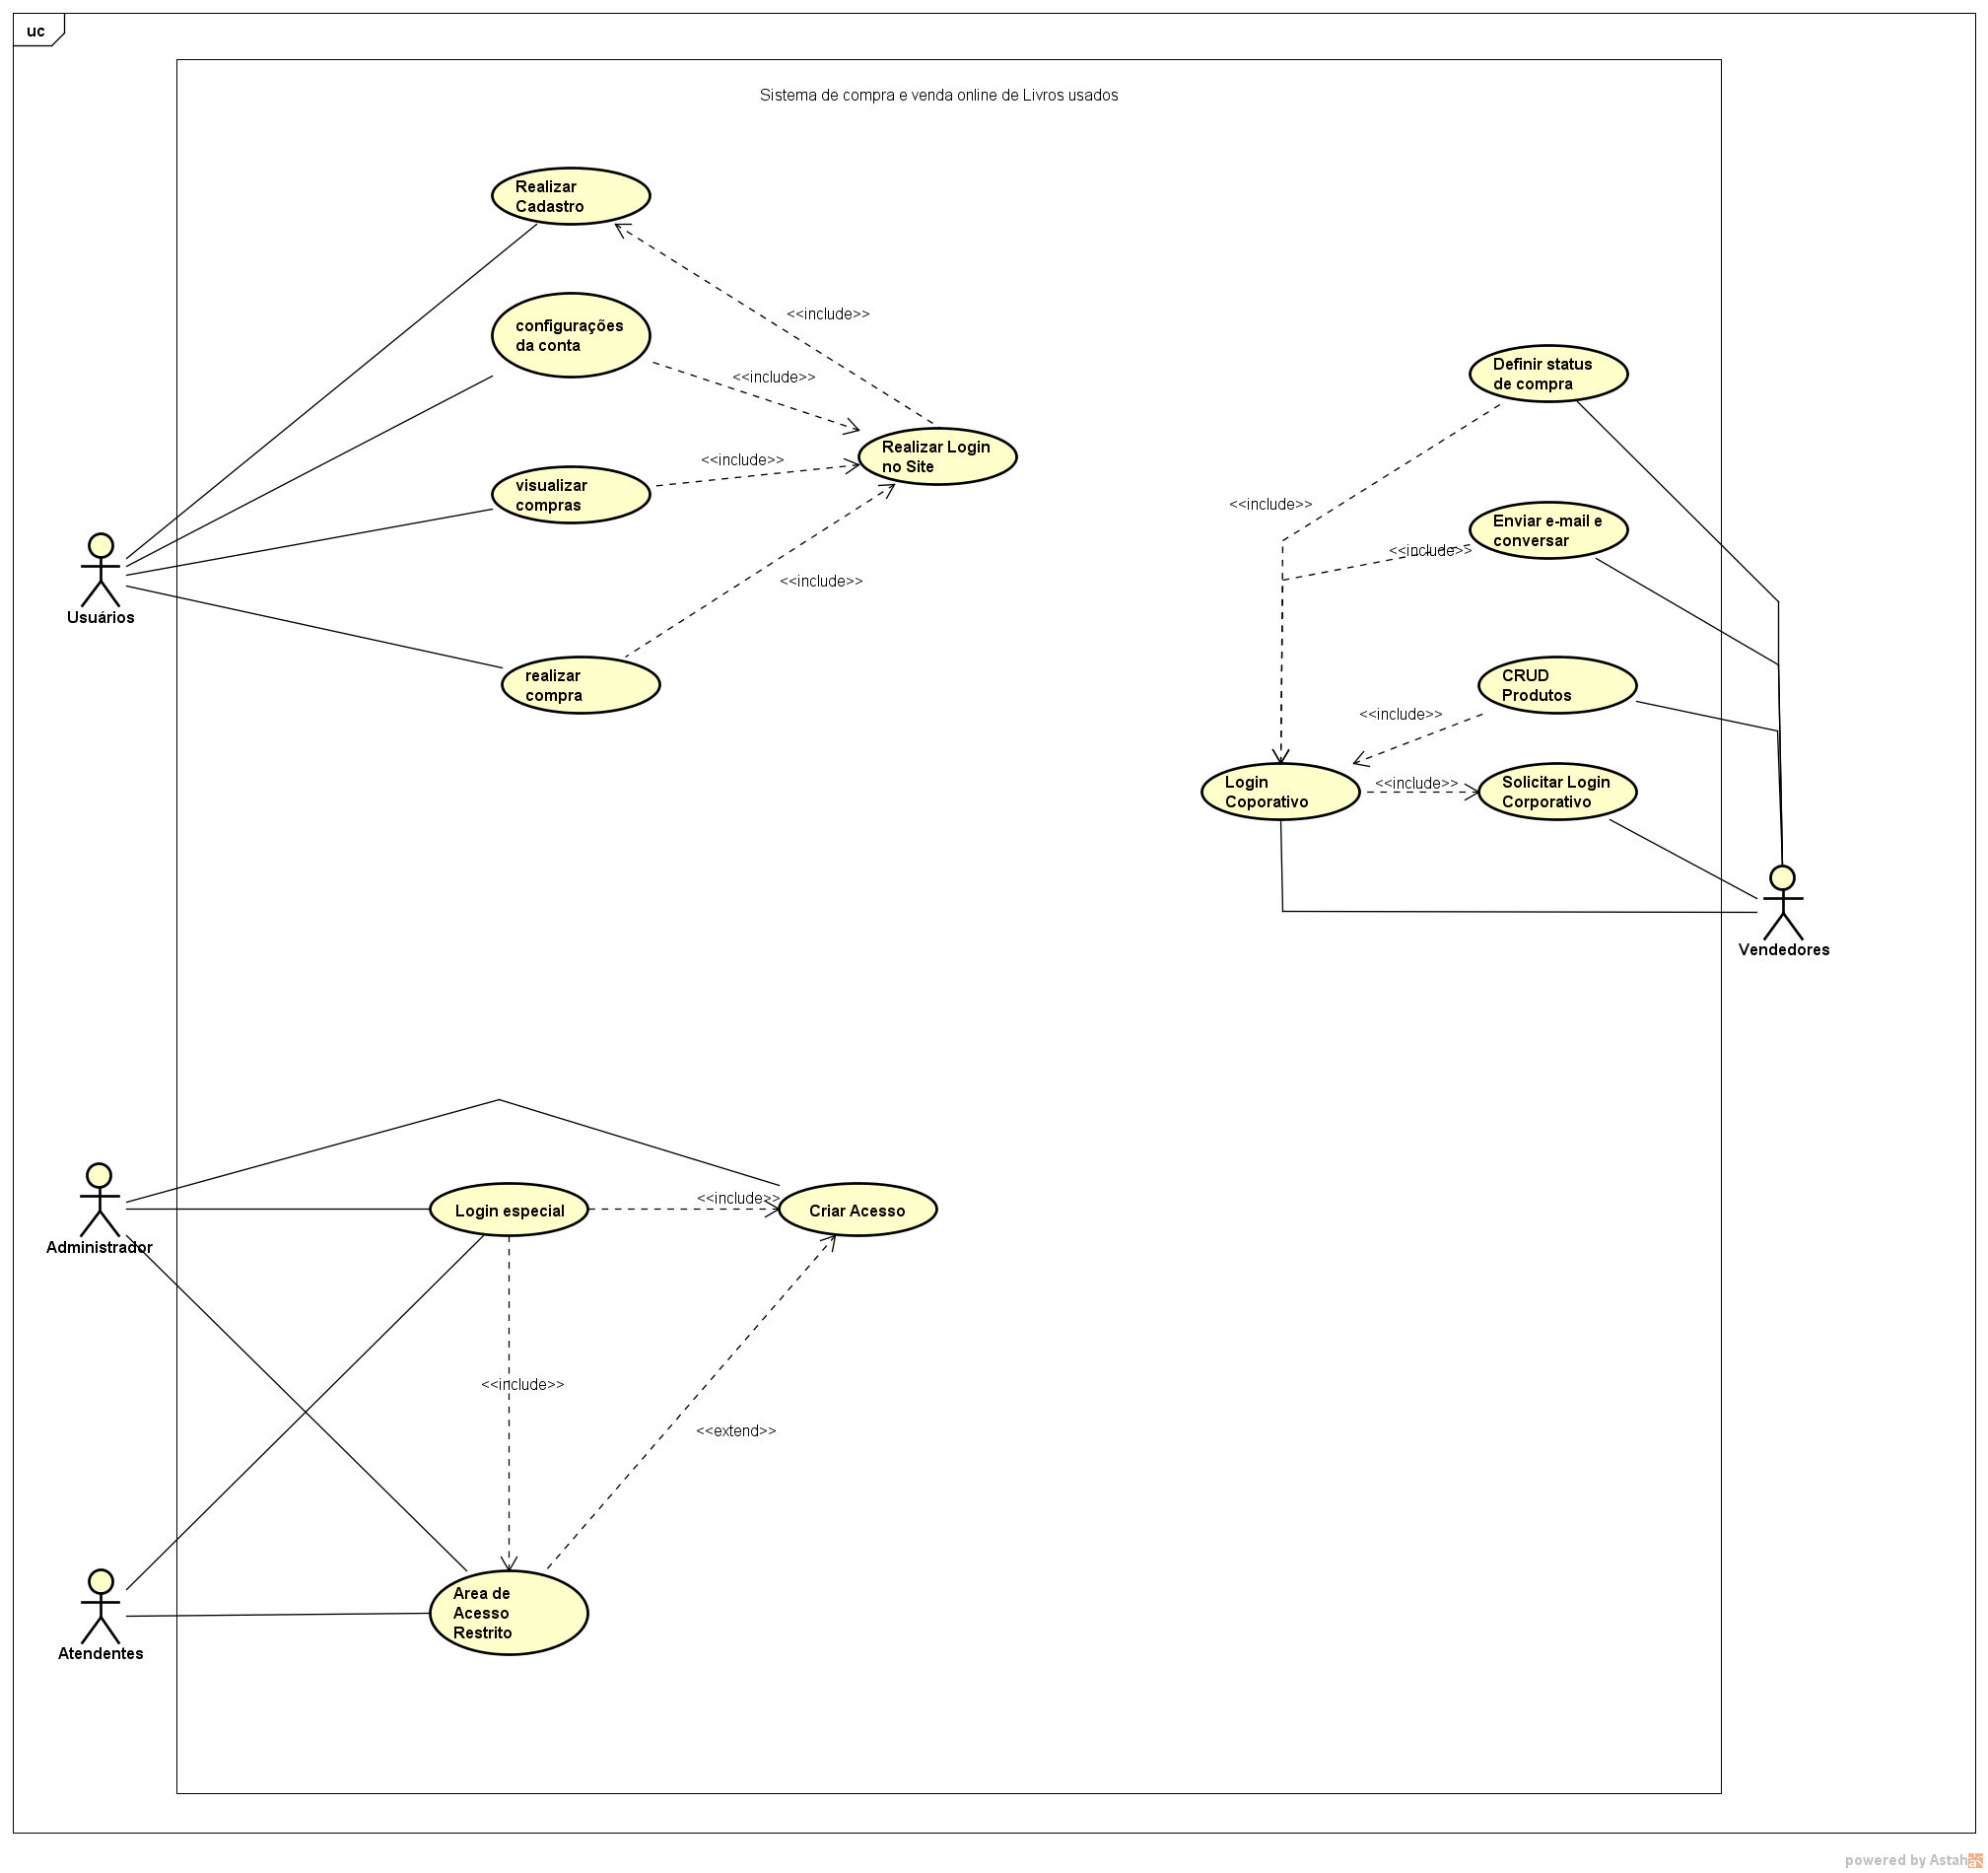 uc
Sistema de compra e venda online de Livros usados
Realizar
Cadastro
<<include>>
configurações
da conta
<<include>>
Definir status
de compra
Realizar Login
no Site
<<include>>
visualizar
compras
<<include>>
Enviar e-mail e
conversar
<<include>>
<<include>>
Usuários
realizar
compra
CRUD
Produtos
<<include>>
Login
Coporativo
<<include>>
Solicitar Login
Corporativo
Vendedores
Administrador
Login especial
<<include>>
Criar Acesso
<<include>>
<<extend>>
Area de
Acesso
Restrito
Atendentes
powered by Astah